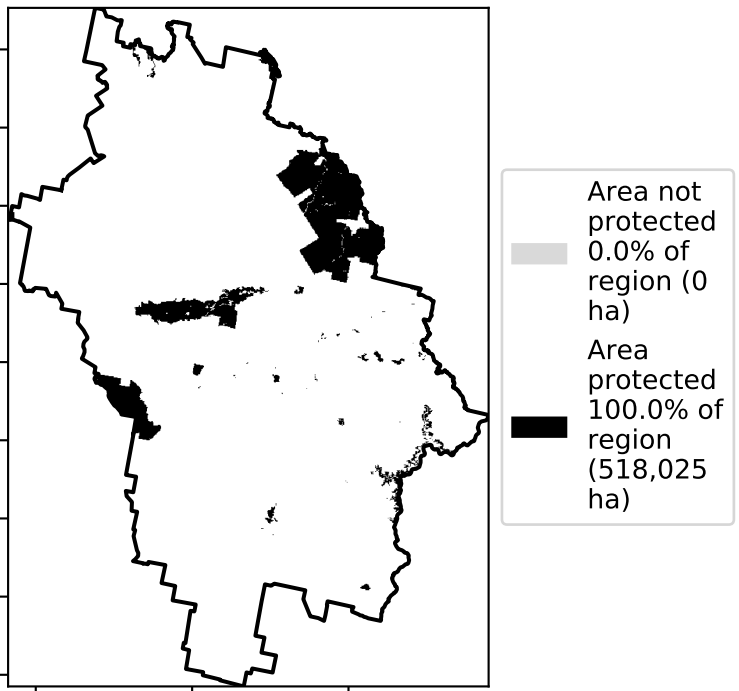 Area not
protected
0.0% of
region (0
ha)
Area
protected
100.0% of
region
(518,025
ha)